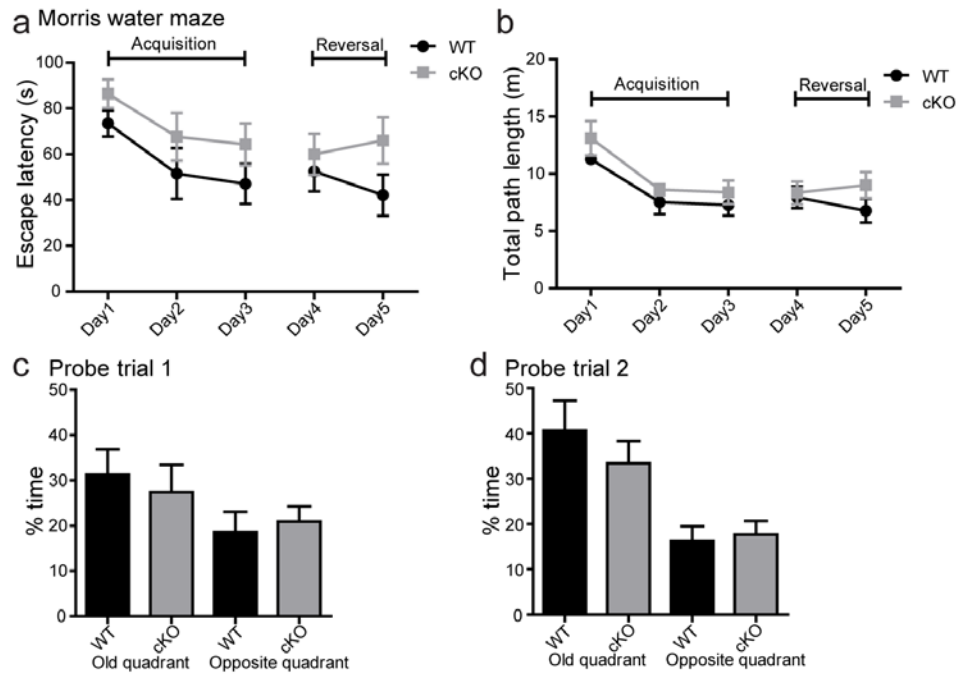 a Morris water maze
Acquisition
Reversal
WT
cKO
Escape latency (s)
100
80
60
40
20
0
Day1 Day2 Day3 Day4 Day5
b
Acquisition
Reversal
WT
cKO
Total path length (m)
20
15
10
5
0
Day1 Day2 Day3 Day4 Day5
c Probe trial 1
% time
50
40
30
20
10
0
WT cKO WT cKO
Old quadrant Opposite quadrant
d Probe trial 2
% time
50
40
30
20
10
0
WT cKO WT cKO
Old quadrant Opposite quadrant